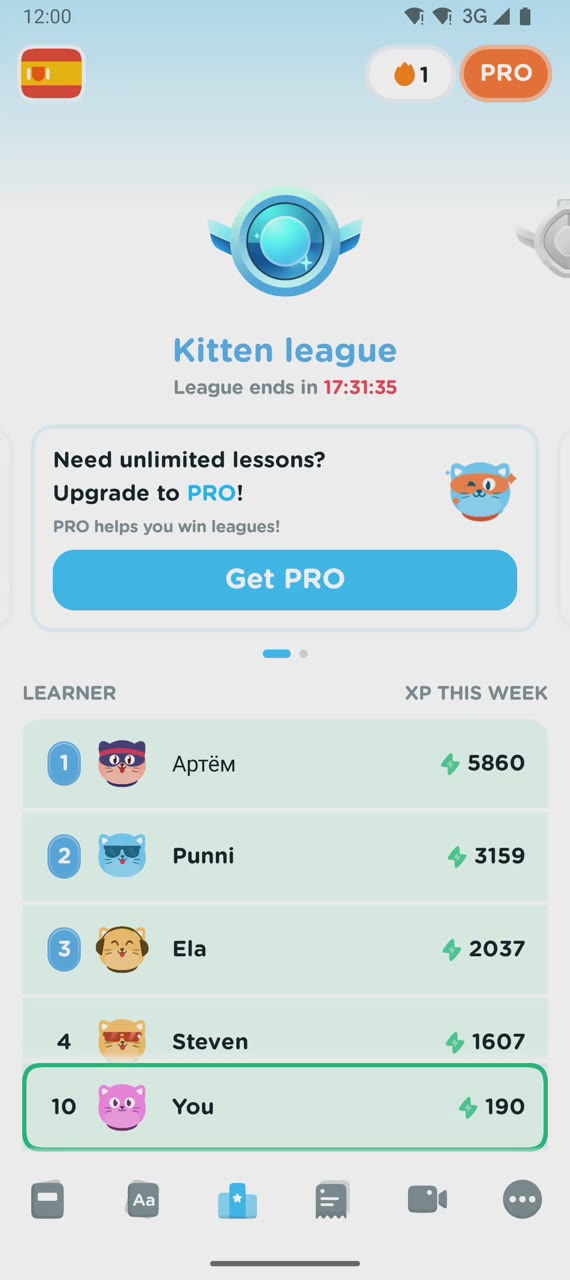 12:00
3G
1
PRO
Kitten league
League ends in 17:31:35
Need unlimited lessons?
Upgrade to PRO!
PRO helps you win leagues!
Get PRO
LEARNER XP THIS WEEK
1 Артём 5860
2 Punni 3159
3 Ela 2037
4 Steven 1607
10 You 190
Aa